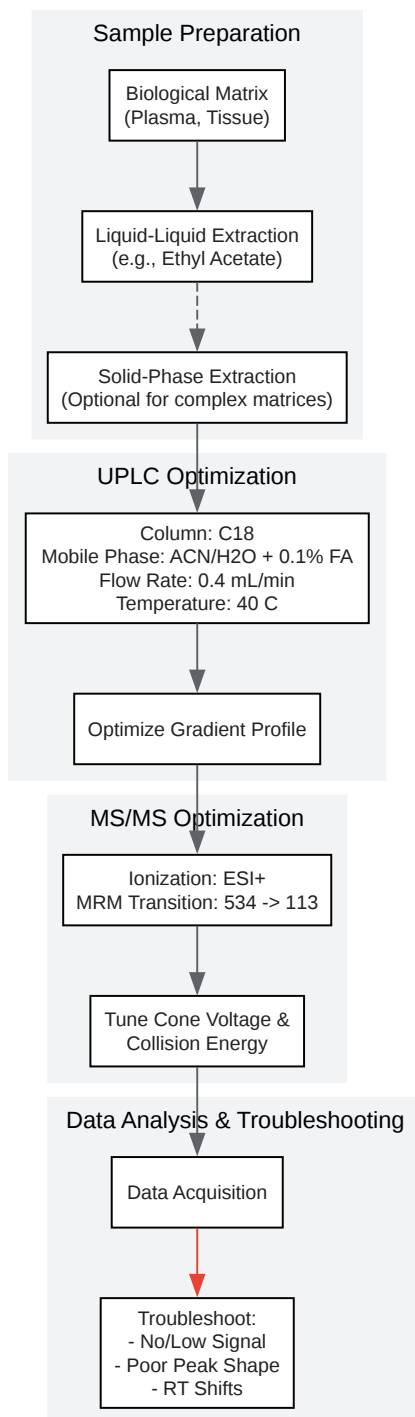 Sample Preparation
Biological Matrix
(Plasma, Tissue)
Liquid-Liquid Extraction
(e.g., Ethyl Acetate)
Solid-Phase Extraction
(Optional for complex matrices)
UPLC Optimization
Column: C18
Mobile Phase: ACN/H2O + 0.1% FA
Flow Rate: 0.4 mL/min
Temperature: 40 C
Optimize Gradient Profile
MS/MS Optimization
Ionization: ESI+
MRM Transition: 534 -> 113
Tune Cone Voltage &
Collision Energy
Data Analysis & Troubleshooting
Data Acquisition
Troubleshoot:
- No/Low Signal
- Poor Peak Shape
- RT Shifts